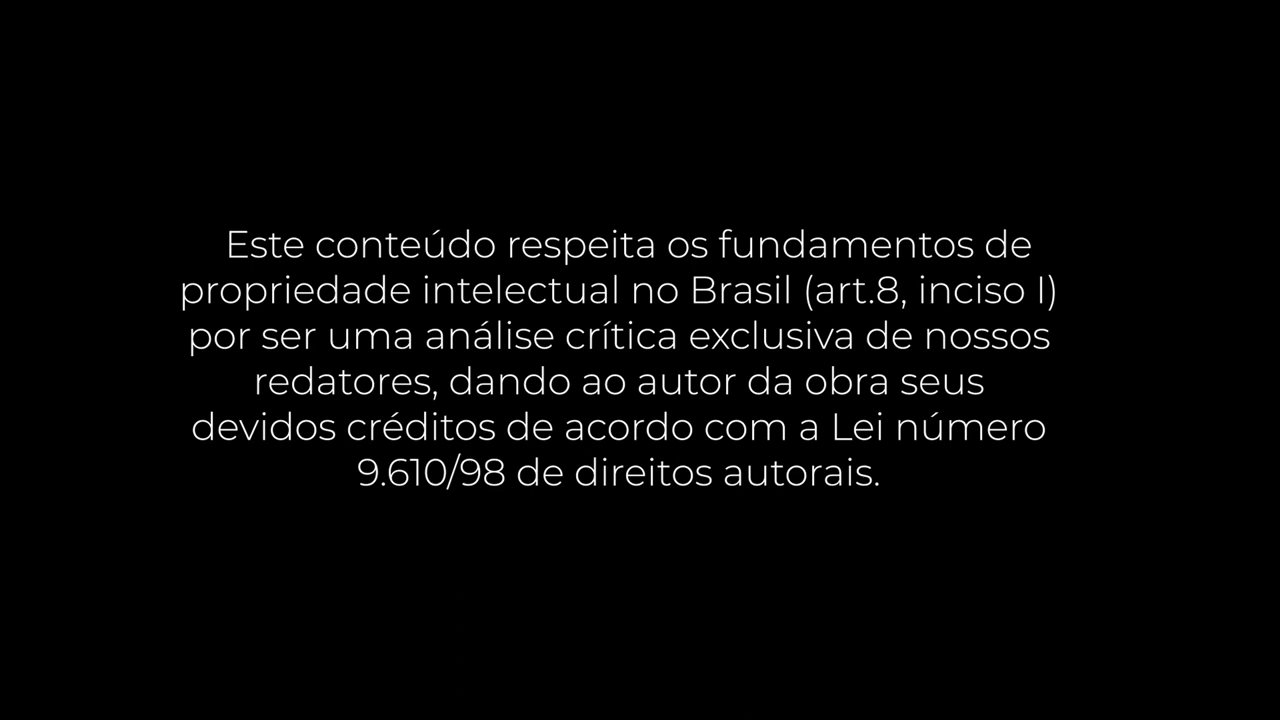 Este conteúdo respeita os fundamentos de
propriedade intelectual no Brasil (art.8, inciso I)
por ser uma análise crítica exclusiva de nossos
redatores, dando ao autor da obra seus
devidos créditos de acordo com a Lei número
9.610/98 de direitos autorais.